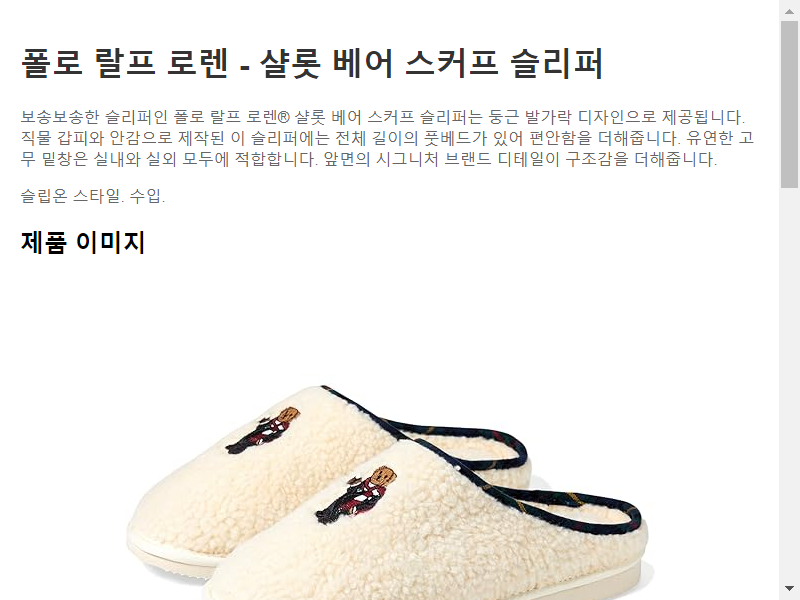 폴로 랄프 로렌 - 샬롯 베어 스커프 슬리퍼
보송보송한 슬리퍼인 폴로 랄프 로렌® 샬롯 베어 스커프 슬리퍼는 둥근 발가락 디자인으로 제공됩니다.
직물 갑피와 안감으로 제작된 이 슬리퍼에는 전체 길이의 풋베드가 있어 편안함을 더해줍니다. 유연한 고
무 밑창은 실내와 실외 모두에 적합합니다. 앞면의 시그니처 브랜드 디테일이 구조감을 더해줍니다.
슬립온 스타일. 수입.
제품 이미지